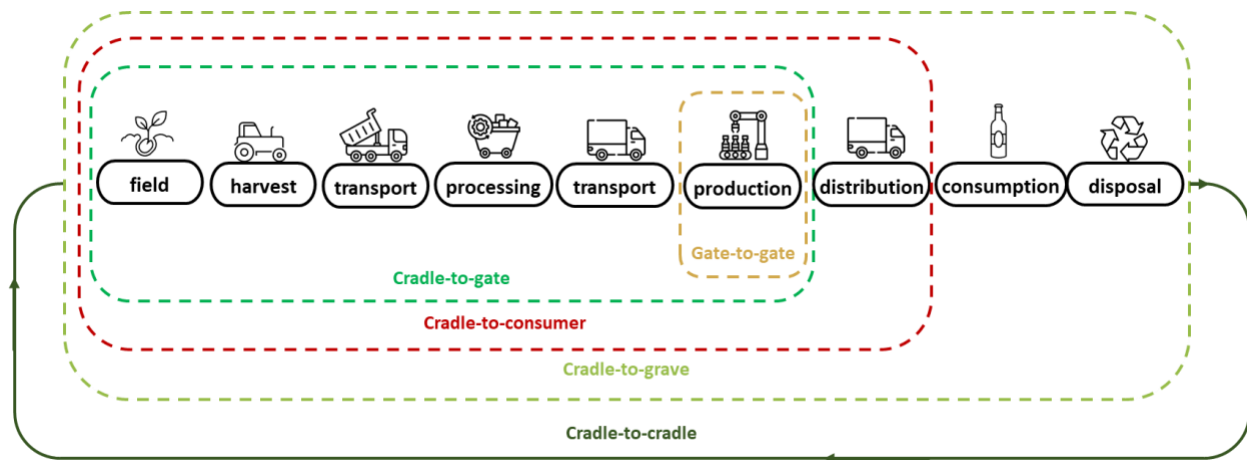 field
harvest
transport
processing
transport
production
distribution
consumption
disposal
Gate-to-gate
Cradle-to-gate
Cradle-to-consumer
Cradle-to-grave
Cradle-to-cradle